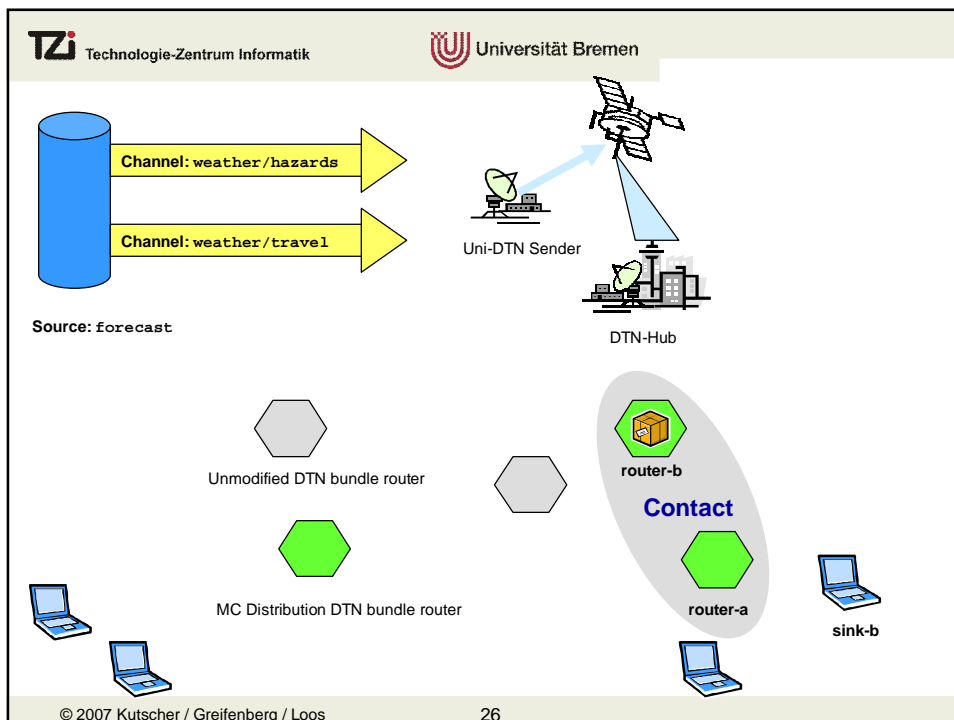 TZi Technologie-Zentrum Informatik
Universität Bremen
Channel: weather/hazards
Channel: weather/travel
Uni-DTN Sender
Source: forecast
DTN-Hub
Unmodified DTN bundle router
router-b
Contact
MC Distribution DTN bundle router
router-a
sink-b
© 2007 Kutscher / Greifenberg / Loos
26